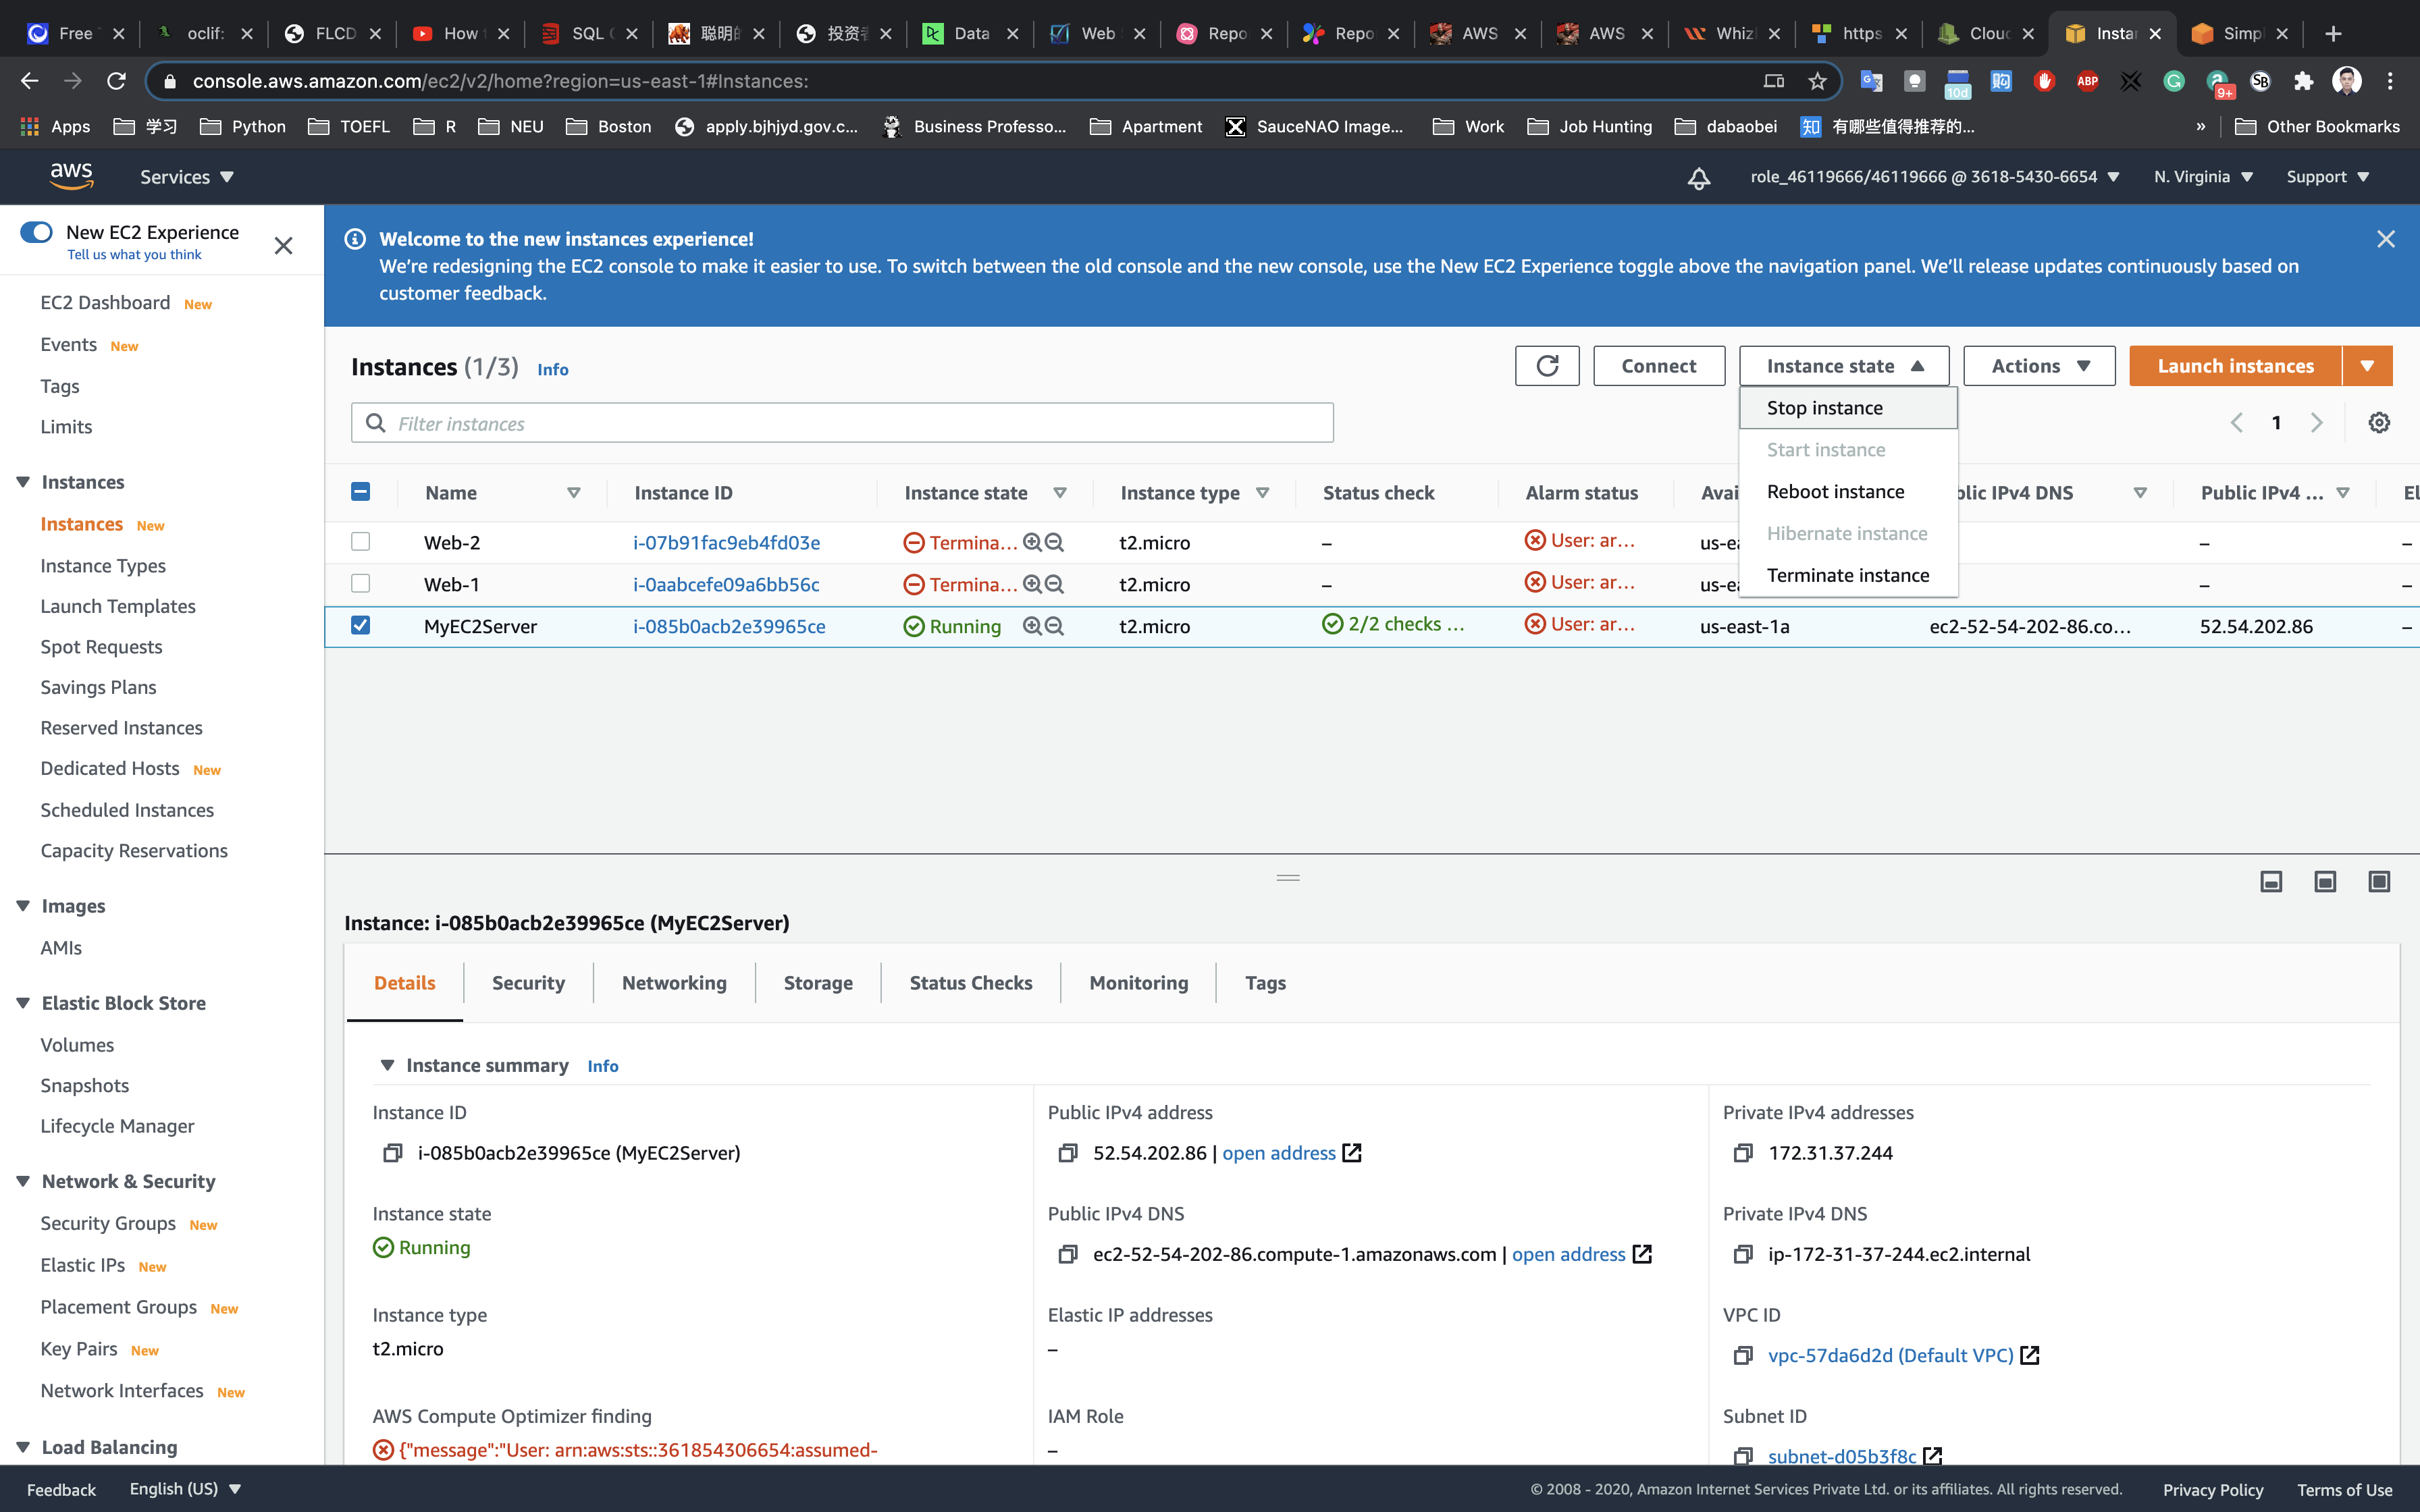 Free
oclif:
FLCD
How
SQL
聪明的
投资者
Data
Web
Repo
Repo
AWS
AWS
Whizl
https
Cloud
Instar
Simpl
console.aws.amazon.com/ec2/v2/home?region=us-east-1#Instances:
10d
ABP
9+
SB
Apps
学习
Python
TOEFL
R
NEU
Boston
apply.bjhjyd.gov.c...
Business Professo...
Apartment
SauceNAO Image...
Work
Job Hunting
dabaobei
知 有哪些值得推荐的...
»
Other Bookmarks
aws
Services
role_46119666/46119666 @ 3618-5430-6654
N. Virginia
Support
New EC2 Experience
Tell us what you think
EC2 Dashboard New
Events New
Tags
Limits
Instances
Instances New
Instance Types
Launch Templates
Spot Requests
Savings Plans
Reserved Instances
Dedicated Hosts New
Scheduled Instances
Capacity Reservations
Images
AMIs
Elastic Block Store
Volumes
Snapshots
Lifecycle Manager
Network & Security
Security Groups New
Elastic IPs New
Placement Groups New
Key Pairs New
Network Interfaces New
Load Balancing
Welcome to the new instances experience!
We're redesigning the EC2 console to make it easier to use. To switch between the old console and the new console, use the New EC2 Experience toggle above the navigation panel. We'll release updates continuously based on
customer feedback.
Instances (1/3) Info
Connect
Instance state
Actions
Launch instances
Filter instances
1
Stop instance
Start instance
Reboot instance
Hibernate instance
Terminate instance
Name Instance ID Instance state Instance type Status check Alarm status Avai blic IPv4 DNS Public IPv4 ... El
Web-2 i-07b91fac9eb4fd03e Termina... t2.micro – User: ar... us-ea – –
Web-1 i-0aabcefe09a6bb56c Termina... t2.micro – User: ar... us-ea – –
MyEC2Server i-085b0acb2e39965ce Running t2.micro 2/2 checks ... User: ar... us-east-1a ec2-52-54-202-86.co... 52.54.202.86 –
Instance: i-085b0acb2e39965ce (MyEC2Server)
Details
Security
Networking
Storage
Status Checks
Monitoring
Tags
Instance summary Info
Instance ID
i-085b0acb2e39965ce (MyEC2Server)
Public IPv4 address
52.54.202.86 | open address
Private IPv4 addresses
172.31.37.244
Instance state
Running
Public IPv4 DNS
ec2-52-54-202-86.compute-1.amazonaws.com | open address
Private IPv4 DNS
ip-172-31-37-244.ec2.internal
Instance type
t2.micro
Elastic IP addresses
–
VPC ID
vpc-57da6d2d (Default VPC)
AWS Compute Optimizer finding
{"message":"User: arn:aws:sts::361854306654:assumed-
IAM Role
–
Subnet ID
subnet-d05b3f8c
Feedback
English (US)
© 2008 - 2020, Amazon Internet Services Private Ltd. or its affiliates. All rights reserved.
Privacy Policy
Terms of Use